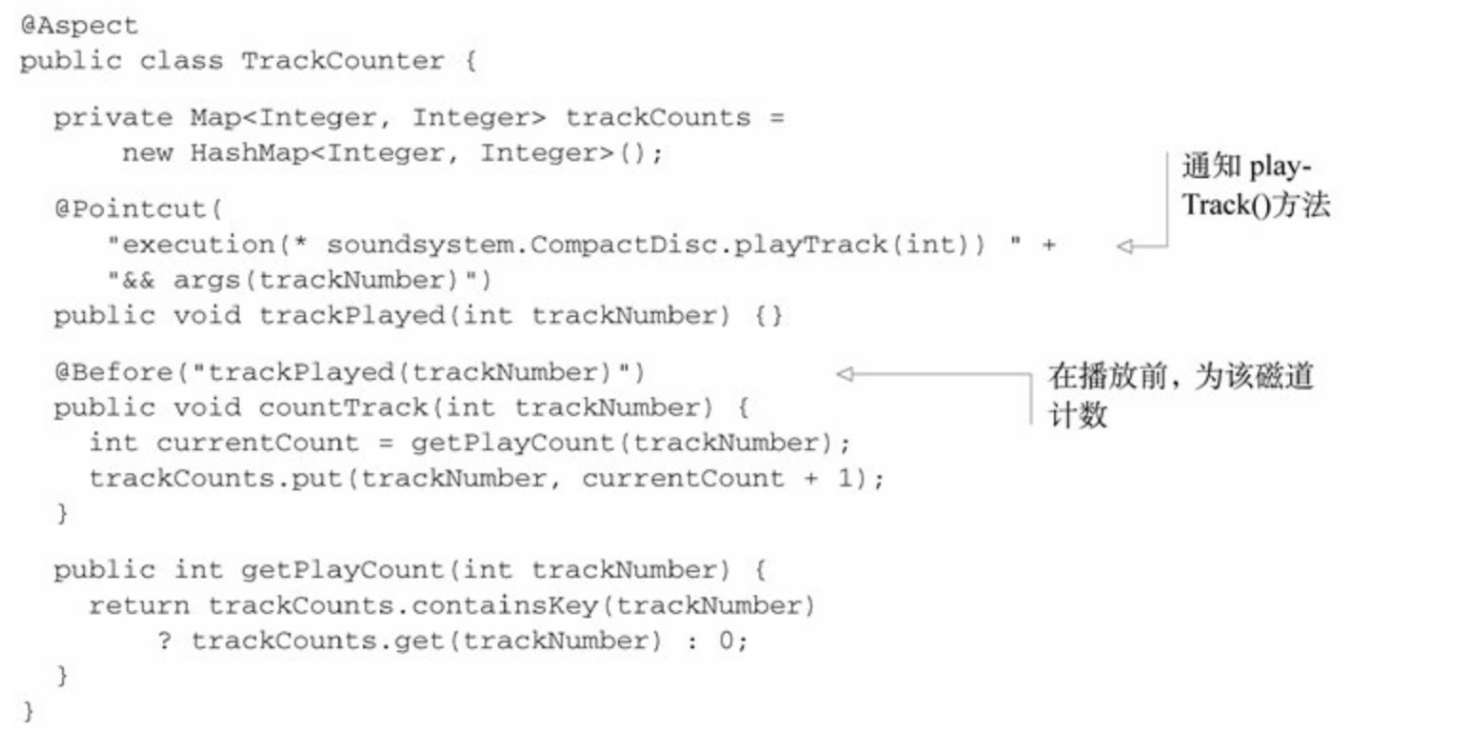 @Aspect
public class TrackCounter {
private Map<Integer, Integer> trackCounts =
new HashMap<Integer, Integer>();
@Pointcut(
"execution(* soundsystem.CompactDisc.playTrack(int)) " +
"&& args(trackNumber)")
public void trackPlayed(int trackNumber) {}
通知 play-
Track()方法
@Before("trackPlayed(trackNumber)")
public void countTrack(int trackNumber) {
int currentCount = getPlayCount(trackNumber);
trackCounts.put(trackNumber, currentCount + 1);
}
在播放前，为该磁道
计数
public int getPlayCount(int trackNumber) {
return trackCounts.containsKey(trackNumber)
? trackCounts.get(trackNumber) : 0;
}
}